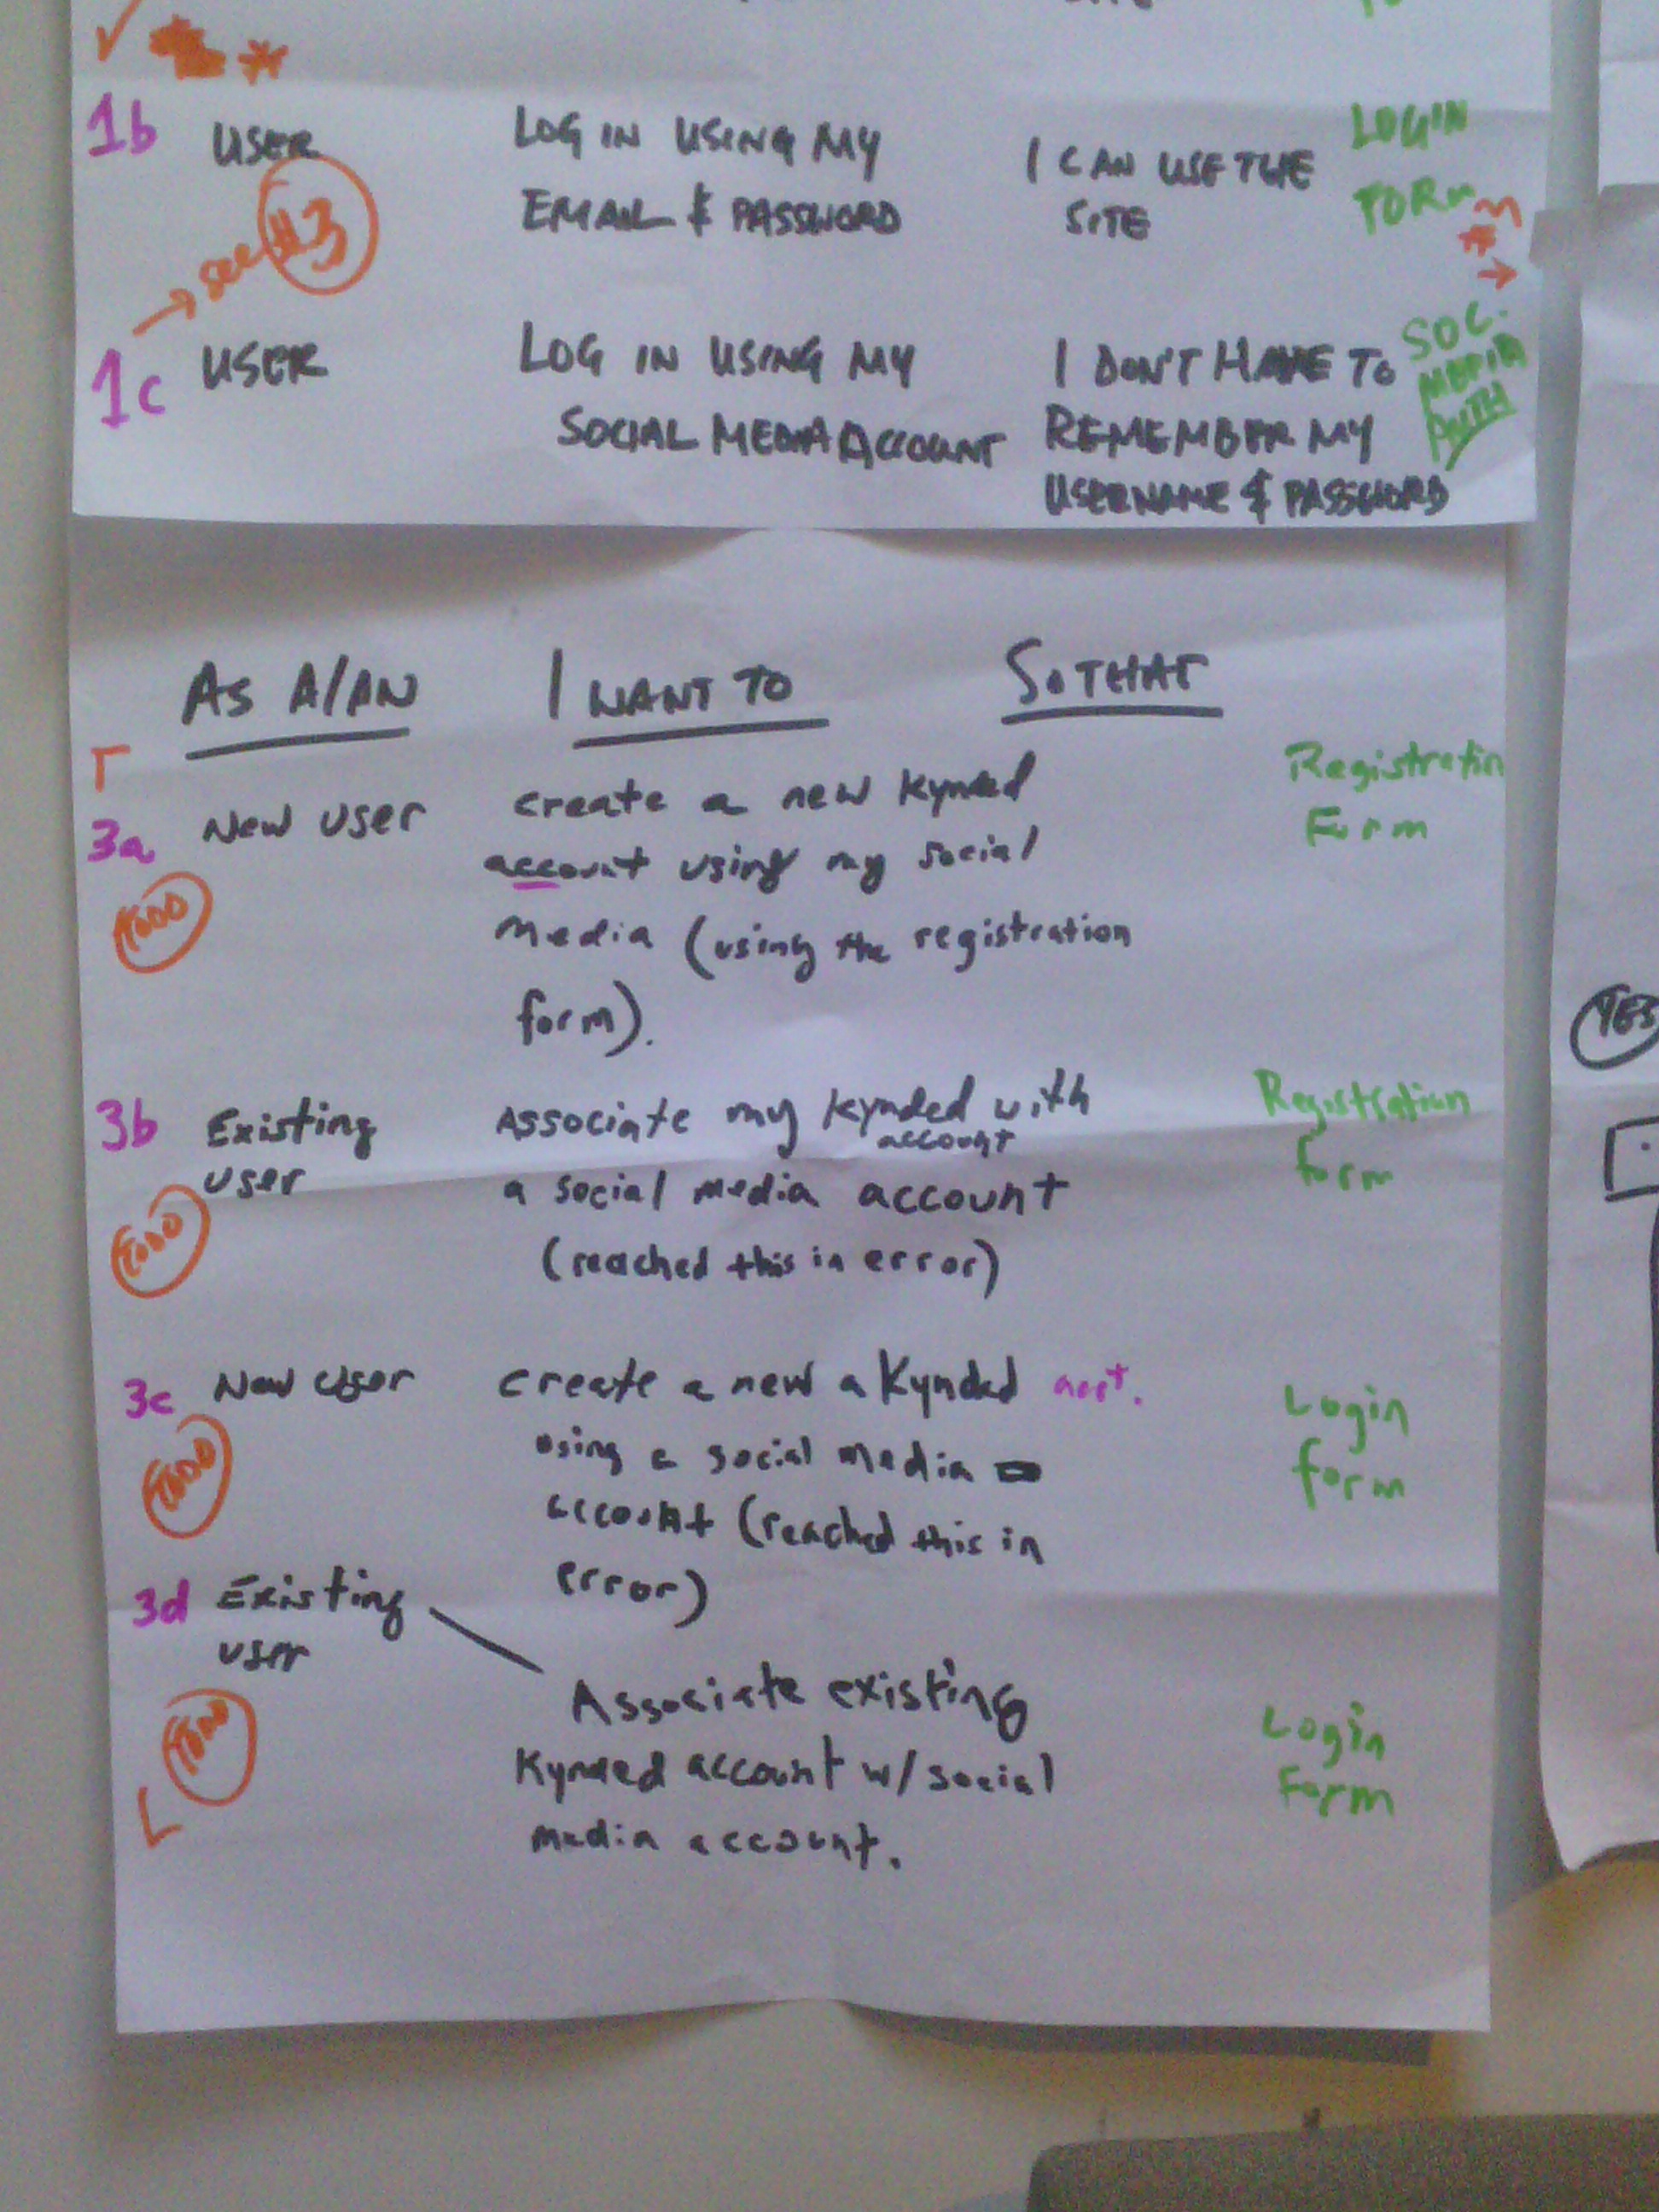 1b USER LOG IN USING MY I CAN USE THE LOGIN
EMAIL & PASSWORD SITE FORM
→ see #3
1c USER LOG IN USING MY I DON'T HAVE TO SOC.
SOCIAL MEDIA ACCOUNT REMEMBER MY MEDIA
USERNAME & PASSWORD AUTH
AS A/AN I WANT TO SO THAT
3a New user create a new Kynded Registration
account using my social Form
TODO media (using the registration
form).
3b Existing Associate my Kynded with Registration
user account form
TODO a social media account
(reached this in error)
3c New user create a new a Kynded acct. Login
TODO using a social media form
account (reached this in
error)
3d Existing
user Associate existing Login
TODO Kynded account w/ social Form
media account.
YES